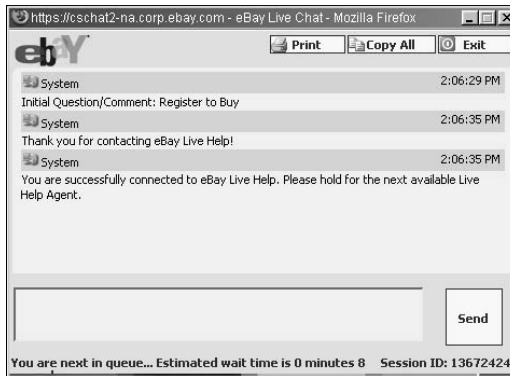 https://cschat2-na.corp.ebay.com - eBay Live Chat - Mozilla Firefox
ebaY
Print Copy All Exit
System 2:06:29 PM
Initial Question/Comment: Register to Buy
System 2:06:35 PM
Thank you for contacting eBay Live Help!
System 2:06:35 PM
You are successfully connected to eBay Live Help. Please hold for the next available Live
Help Agent.
Send
You are next in queue... Estimated wait time is 0 minutes 8 Session ID: 13672424